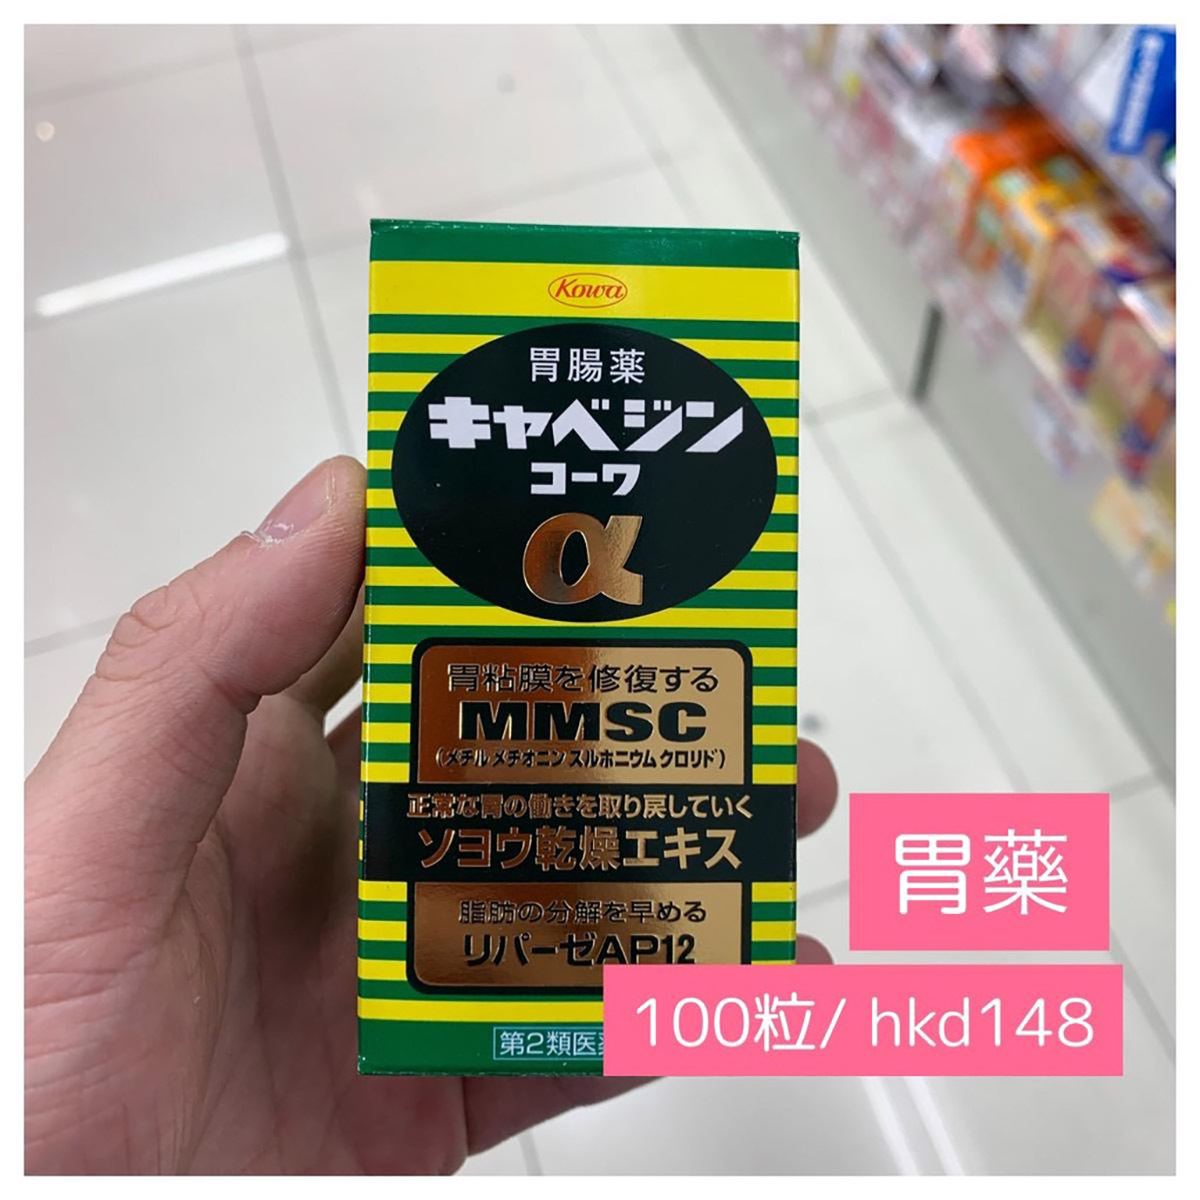 Kowa
胃腸薬
キャベジン
コーワ
α
胃粘膜を修復する
MMSC
(メチルメチオニンスルホニウムクロリド)
正常な胃の働きを取り戻していく
ソヨウ乾燥エキス
脂肪の分解を早める
リパーゼAP12
第2類医薬
胃藥
100粒/ hkd148